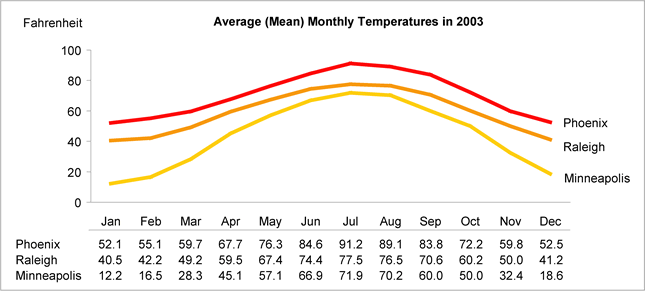 Average (Mean) Monthly Temperatures in 2003
Fahrenheit
100
80
60
40
20
0
Phoenix
Raleigh
Minneapolis
Jan Feb Mar Apr May Jun Jul Aug Sep Oct Nov Dec
Phoenix 52.1 55.1 59.7 67.7 76.3 84.6 91.2 89.1 83.8 72.2 59.8 52.5
Raleigh 40.5 42.2 49.2 59.5 67.4 74.4 77.5 76.5 70.6 60.2 50.0 41.2
Minneapolis 12.2 16.5 28.3 45.1 57.1 66.9 71.9 70.2 60.0 50.0 32.4 18.6